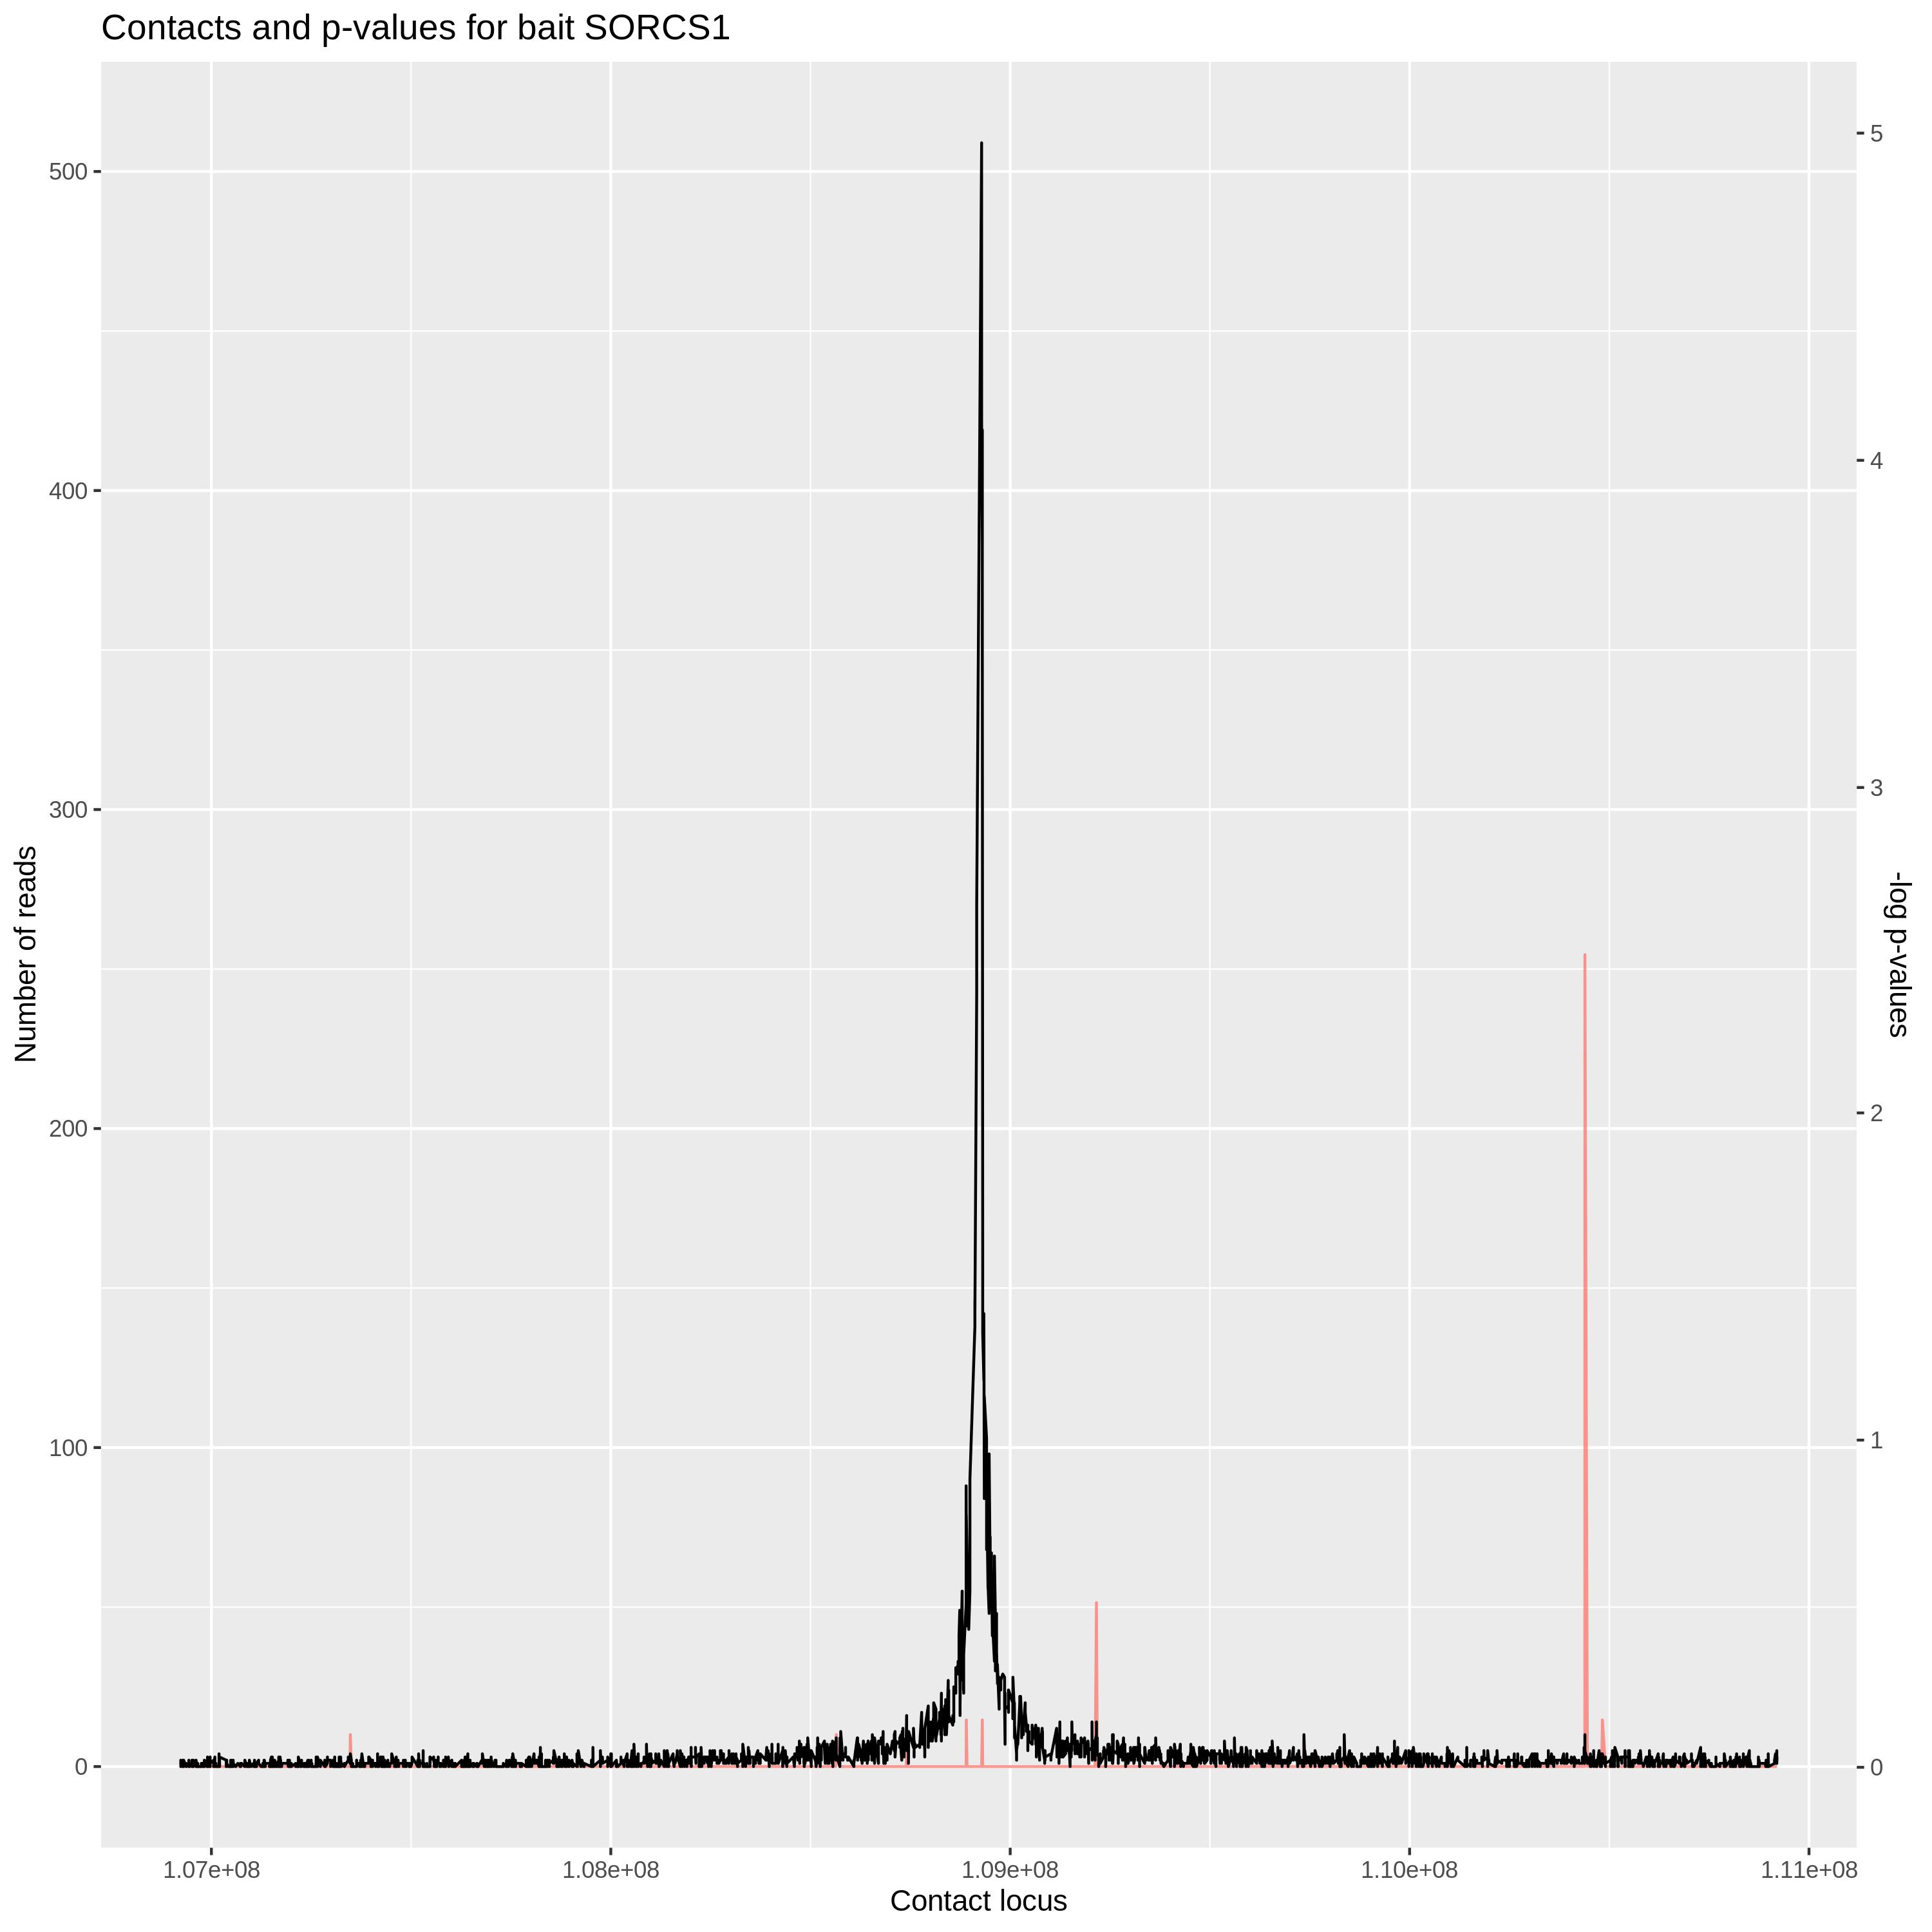 Contacts and p-values for bait SORCS1
Number of reads
500
400
300
200
100
0
5
4
3
2
1
0
-log p-values
1.07e+08
1.08e+08
1.09e+08
1.10e+08
1.11e+08
Contact locus